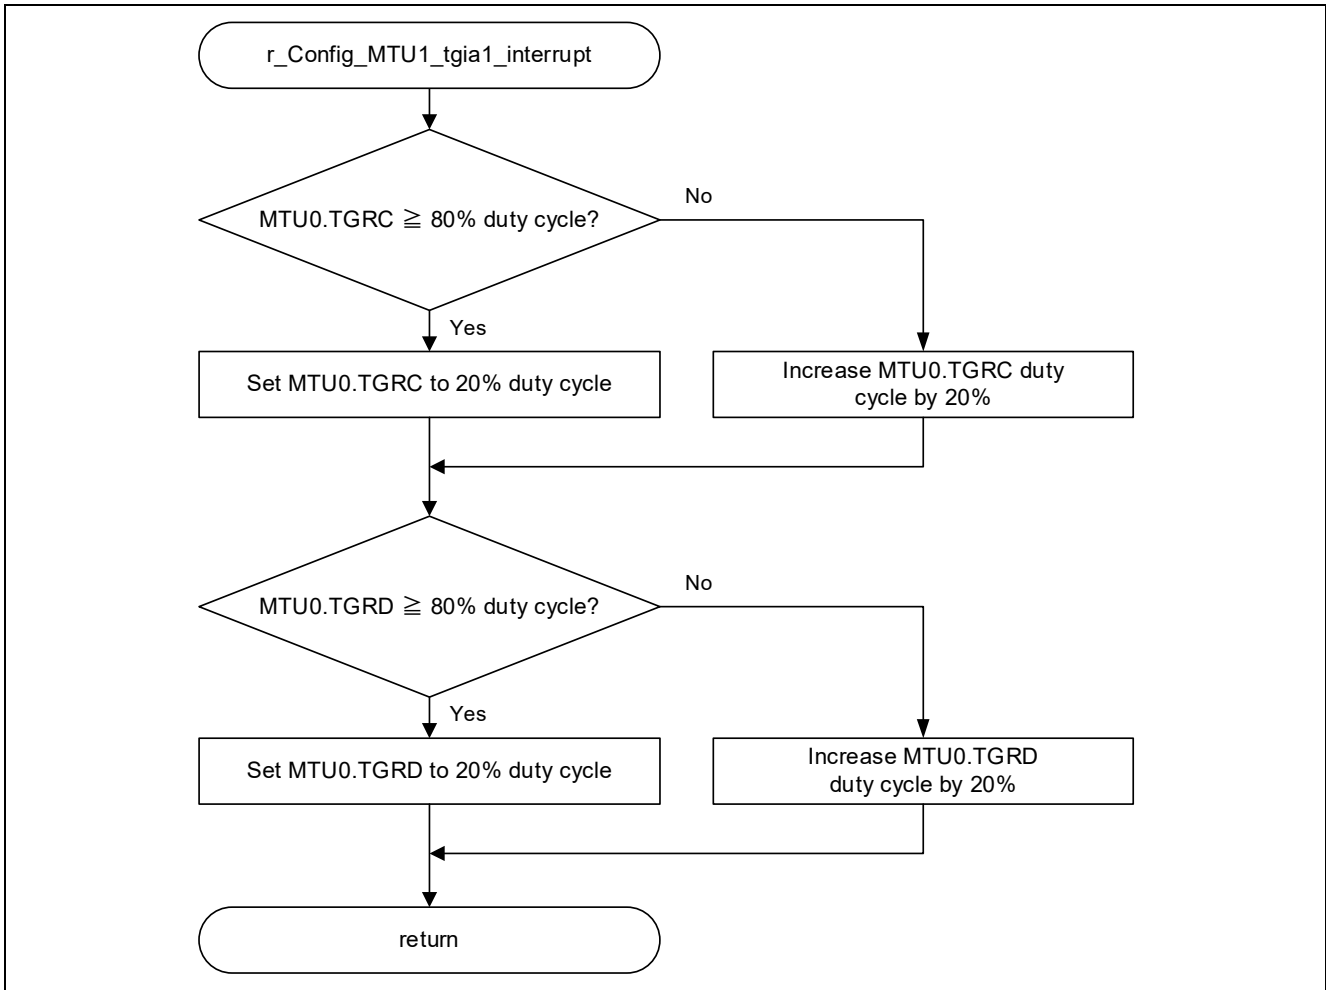 r_Config_MTU1_tgia1_interrupt
No
MTU0.TGRC ≧ 80% duty cycle?
Yes
Set MTU0.TGRC to 20% duty cycle
Increase MTU0.TGRC duty
cycle by 20%
No
MTU0.TGRD ≧ 80% duty cycle?
Yes
Set MTU0.TGRD to 20% duty cycle
Increase MTU0.TGRD
duty cycle by 20%
return